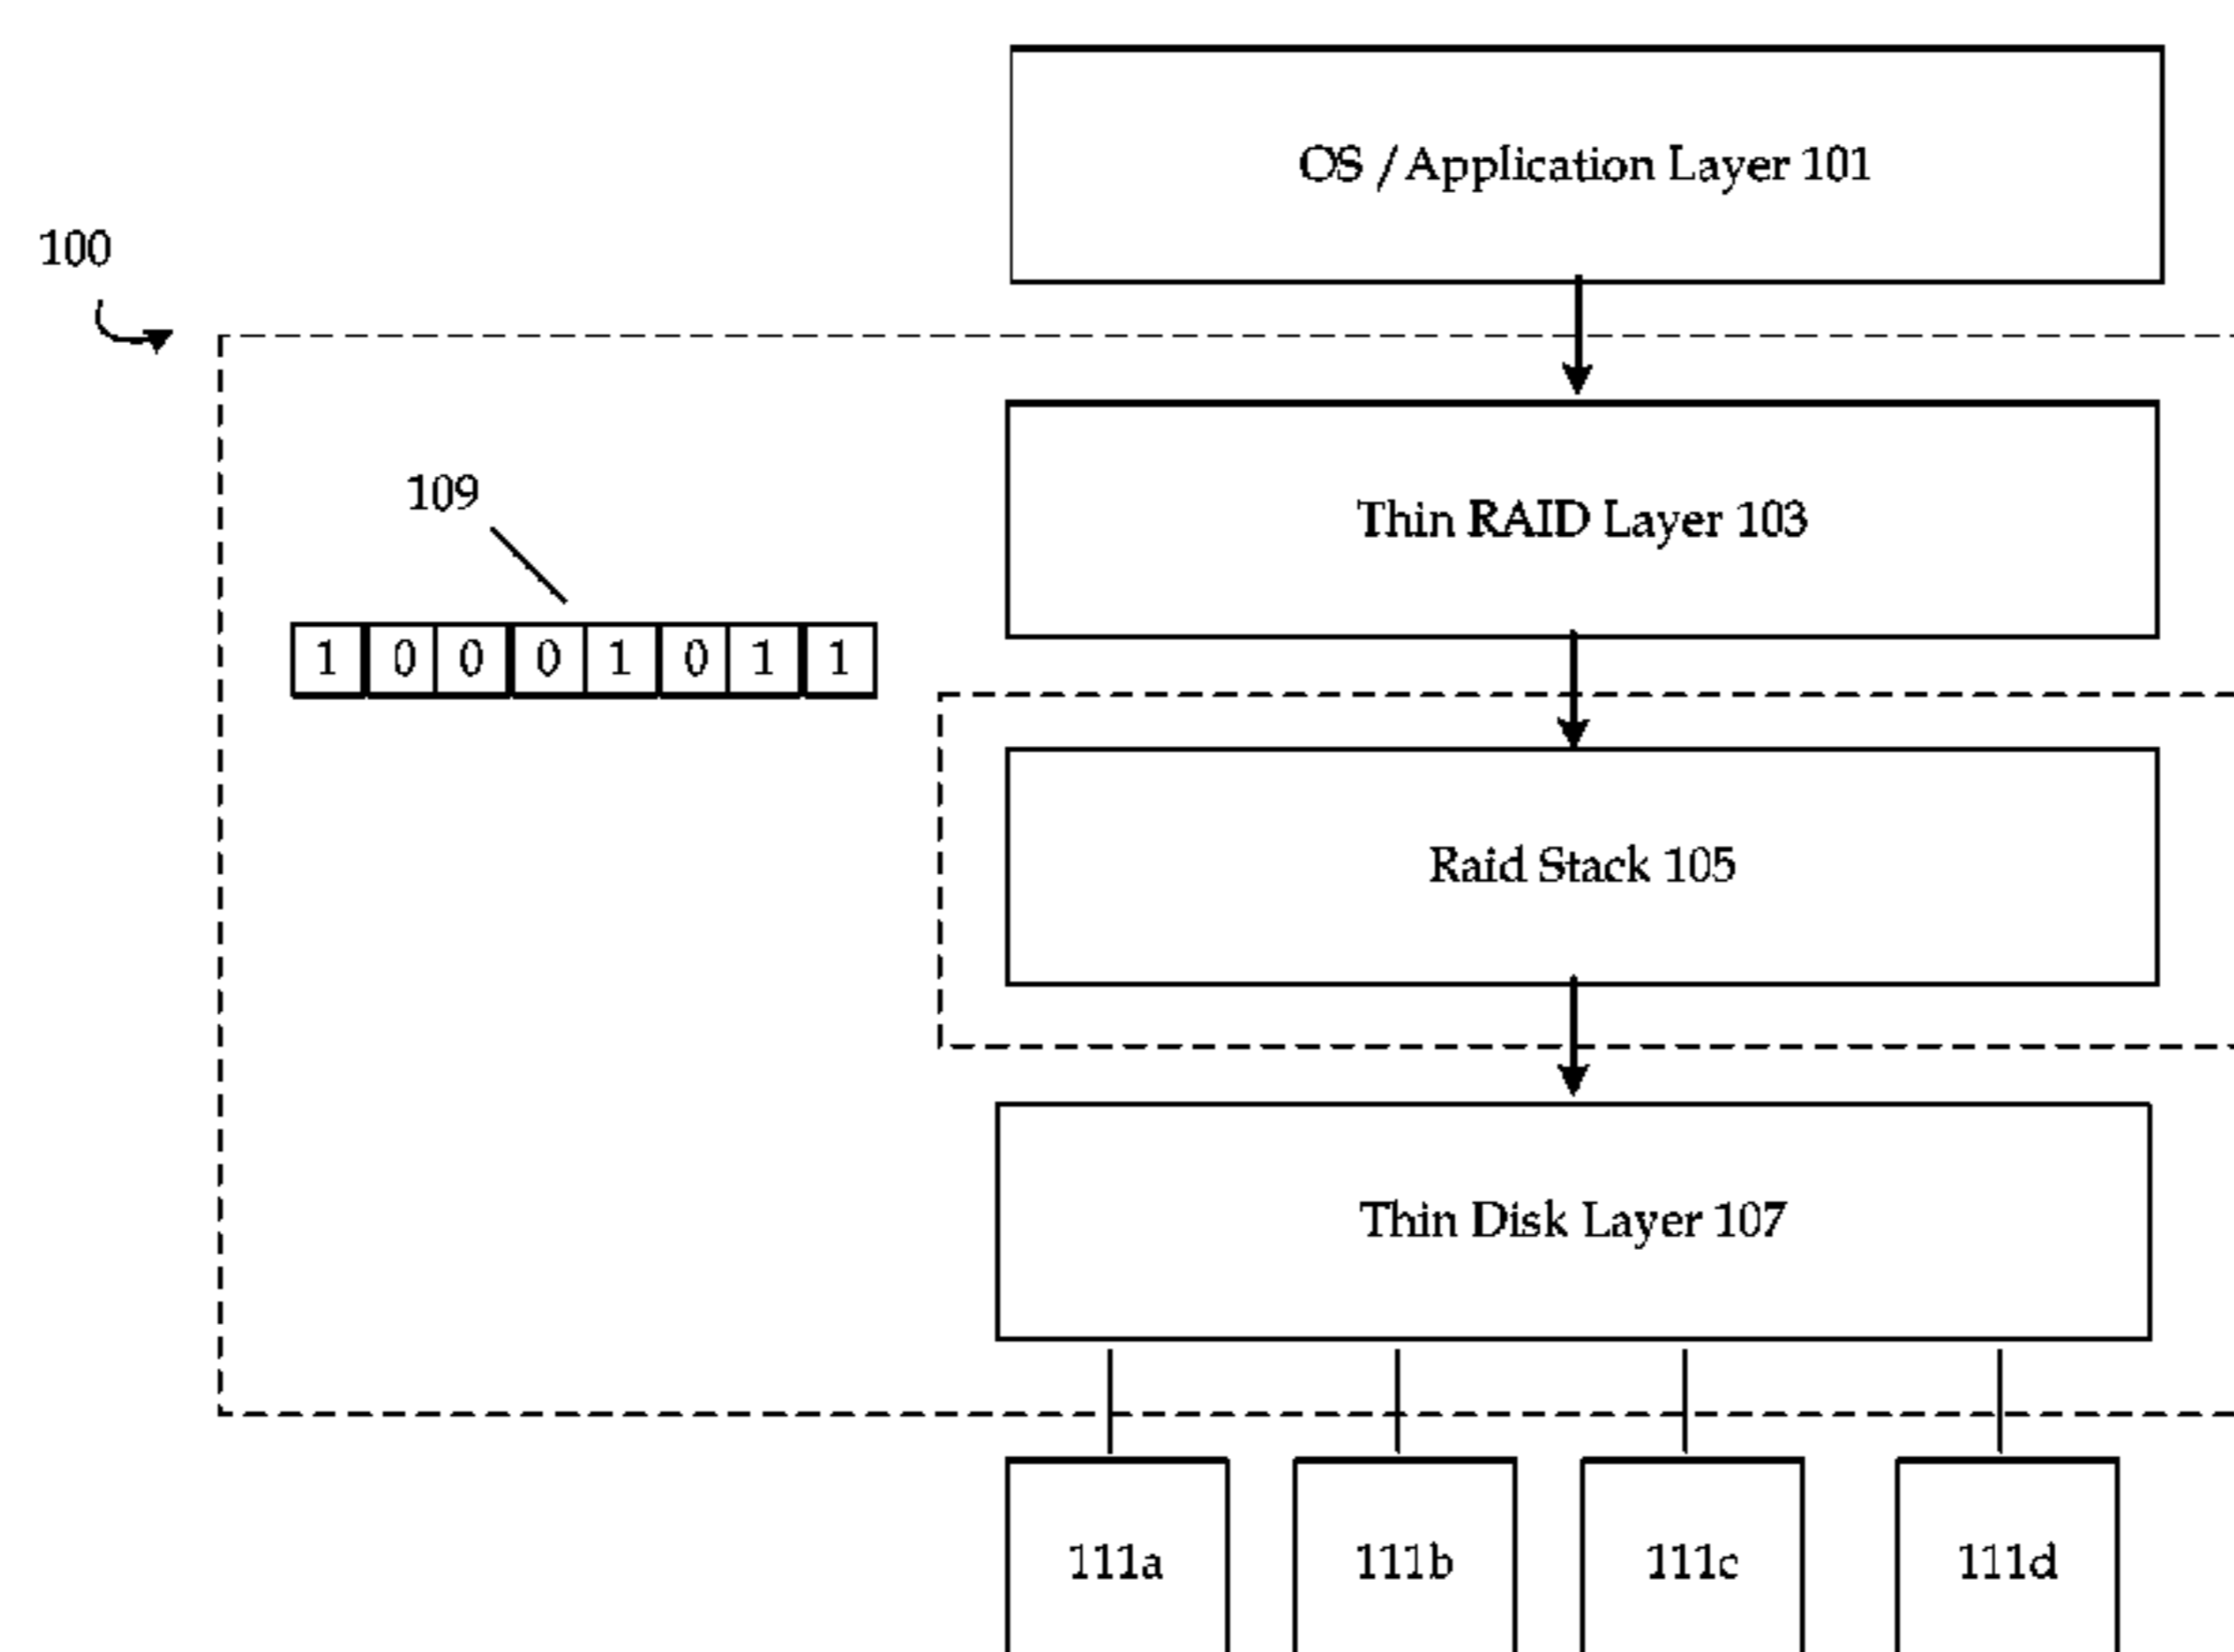 OS /Application Layer 101
100
109
Thin RAID Layer 103
1 0 0 0 1 0 1 1
Raid Stack 105
Thin Disk Layer 107
111a 111b 111c 111d